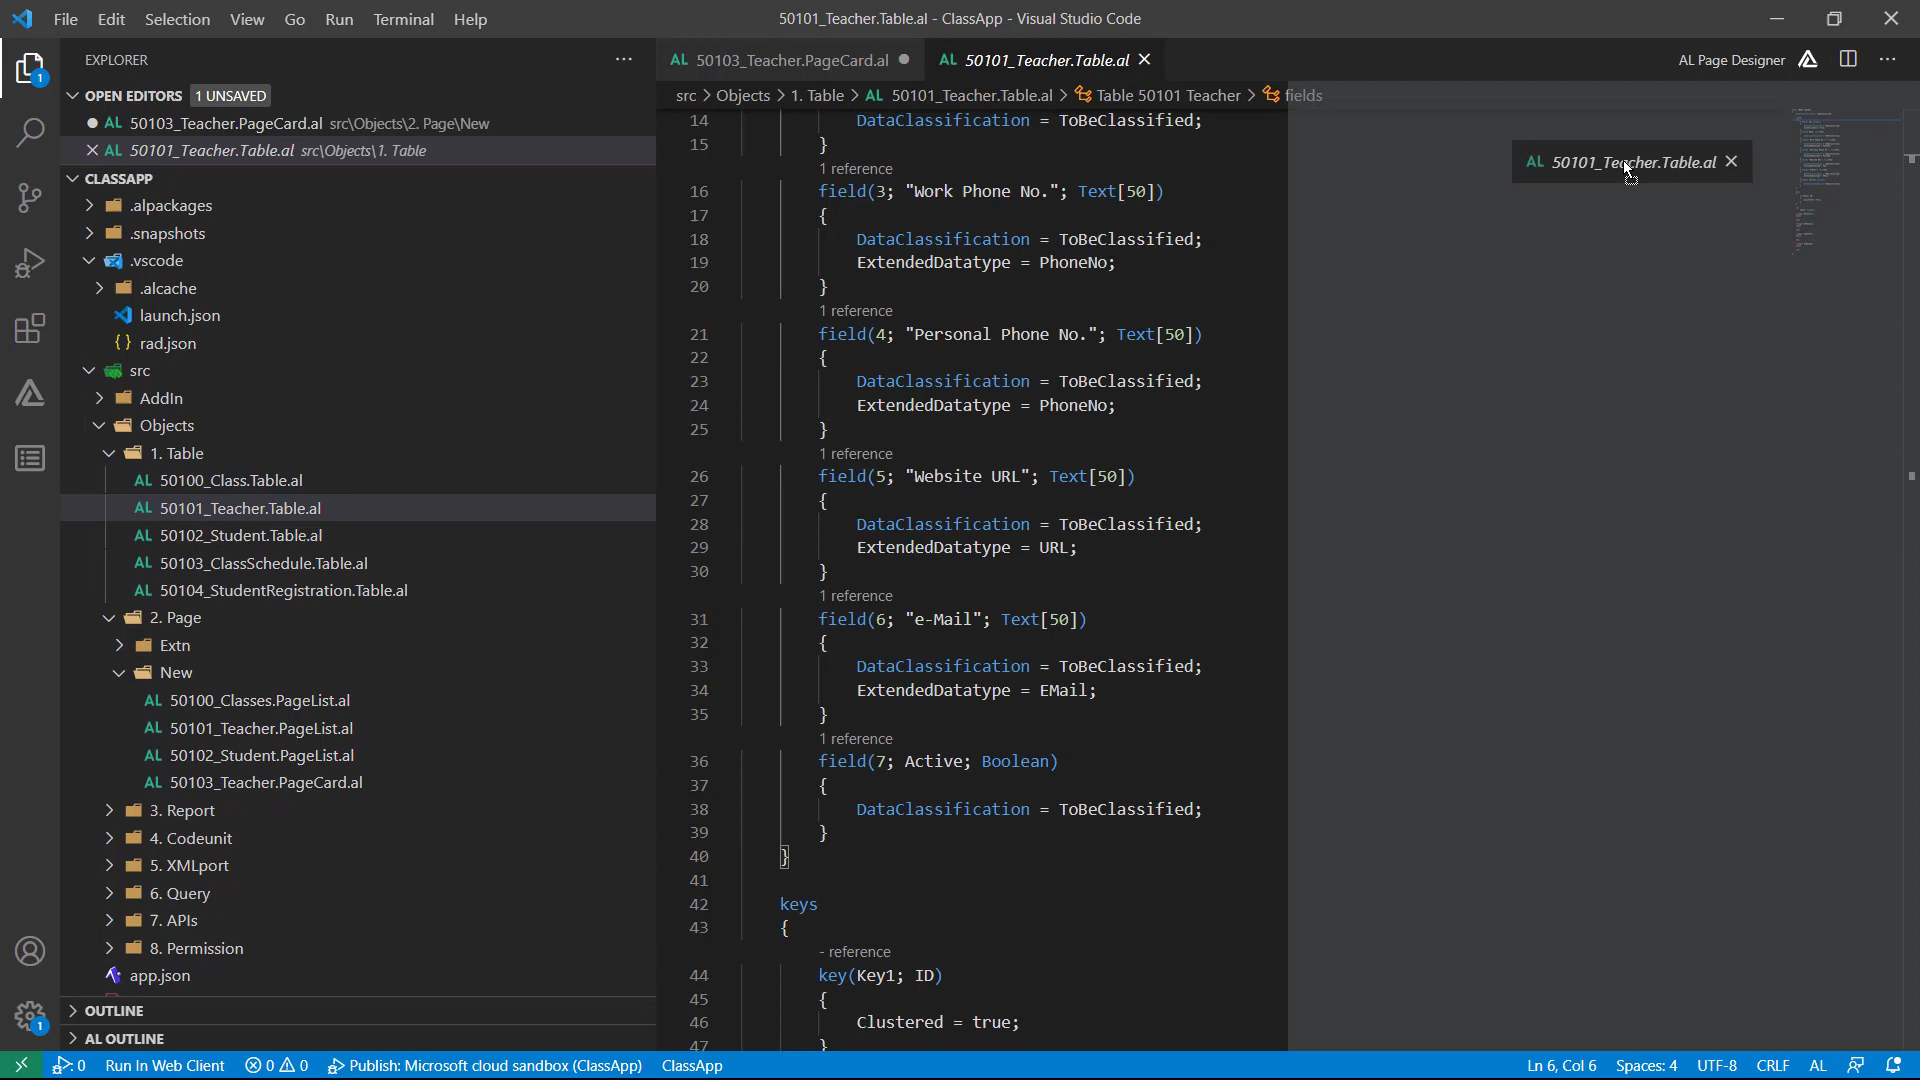 File Edit Selection View Go Run Terminal Help
50101_Teacher.Table.al - ClassApp - Visual Studio Code
EXPLORER
OPEN EDITORS 1 UNSAVED
AL 50103_Teacher.PageCard.al src\Objects\2. Page\New
AL 50101_Teacher.Table.al src\Objects\1. Table
CLASSAPP
.alpackages
.snapshots
.vscode
.alcache
launch.json
{} rad.json
src
AddIn
Objects
1. Table
AL 50100_Class.Table.al
AL 50101_Teacher.Table.al
AL 50102_Student.Table.al
AL 50103_ClassSchedule.Table.al
AL 50104_StudentRegistration.Table.al
2. Page
Extn
New
AL 50100_Classes.PageList.al
AL 50101_Teacher.PageList.al
AL 50102_Student.PageList.al
AL 50103_Teacher.PageCard.al
3. Report
4. Codeunit
5. XMLport
6. Query
7. APIs
8. Permission
app.json
OUTLINE
AL OUTLINE
1
1
AL 50103_Teacher.PageCard.al
AL 50101_Teacher.Table.al
AL Page Designer
src > Objects > 1. Table > AL 50101_Teacher.Table.al > Table 50101 Teacher > fields
14 DataClassification = ToBeClassified;
15 }
1 reference
16 field(3; "Work Phone No."; Text[50])
17 {
18 DataClassification = ToBeClassified;
19 ExtendedDatatype = PhoneNo;
20 }
1 reference
21 field(4; "Personal Phone No."; Text[50])
22 {
23 DataClassification = ToBeClassified;
24 ExtendedDatatype = PhoneNo;
25 }
1 reference
26 field(5; "Website URL"; Text[50])
27 {
28 DataClassification = ToBeClassified;
29 ExtendedDatatype = URL;
30 }
1 reference
31 field(6; "e-Mail"; Text[50])
32 {
33 DataClassification = ToBeClassified;
34 ExtendedDatatype = EMail;
35 }
1 reference
36 field(7; Active; Boolean)
37 {
38 DataClassification = ToBeClassified;
39 }
40 }
41
42 keys
43 {
- reference
44 key(Key1; ID)
45 {
46 Clustered = true;
47 }
AL 50101_Teacher.Table.al
0 Run In Web Client 0 0 Publish: Microsoft cloud sandbox (ClassApp) ClassApp
Ln 6, Col 6 Spaces: 4 UTF-8 CRLF AL